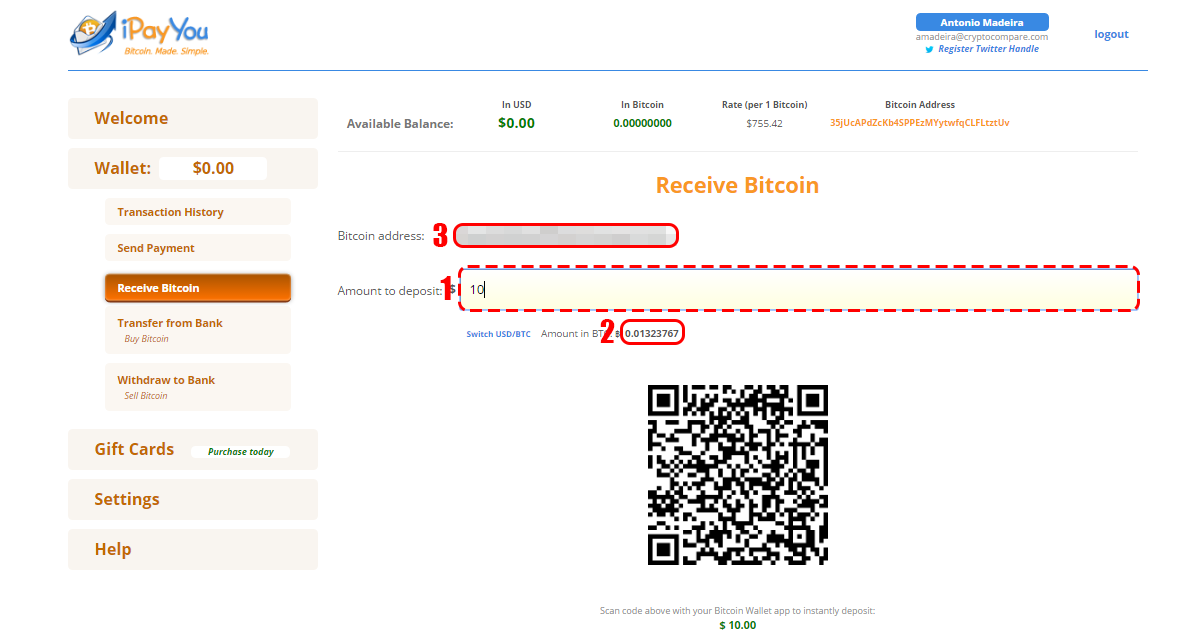 iPayYou
Bitcoin. Made. Simple.
Antonio Madeira
amadeira@cryptocompare.com
Register Twitter Handle
logout
Welcome
Wallet: $0.00
Transaction History
Send Payment
Receive Bitcoin
Transfer from Bank
Buy Bitcoin
Withdraw to Bank
Sell Bitcoin
Gift Cards Purchase today
Settings
Help
In USD In Bitcoin Rate (per 1 Bitcoin) Bitcoin Address
Available Balance: $0.00 0.00000000 $755.42 35jUcAPdZcKb4SPPEzMYytwfqCLFLtztUv
Receive Bitcoin
Bitcoin address: 3
Amount to deposit: 1 $ 10
Switch USD/BTC Amount in BTC: 2 ฿ 0.01323767
Scan code above with your Bitcoin Wallet app to instantly deposit:
$ 10.00